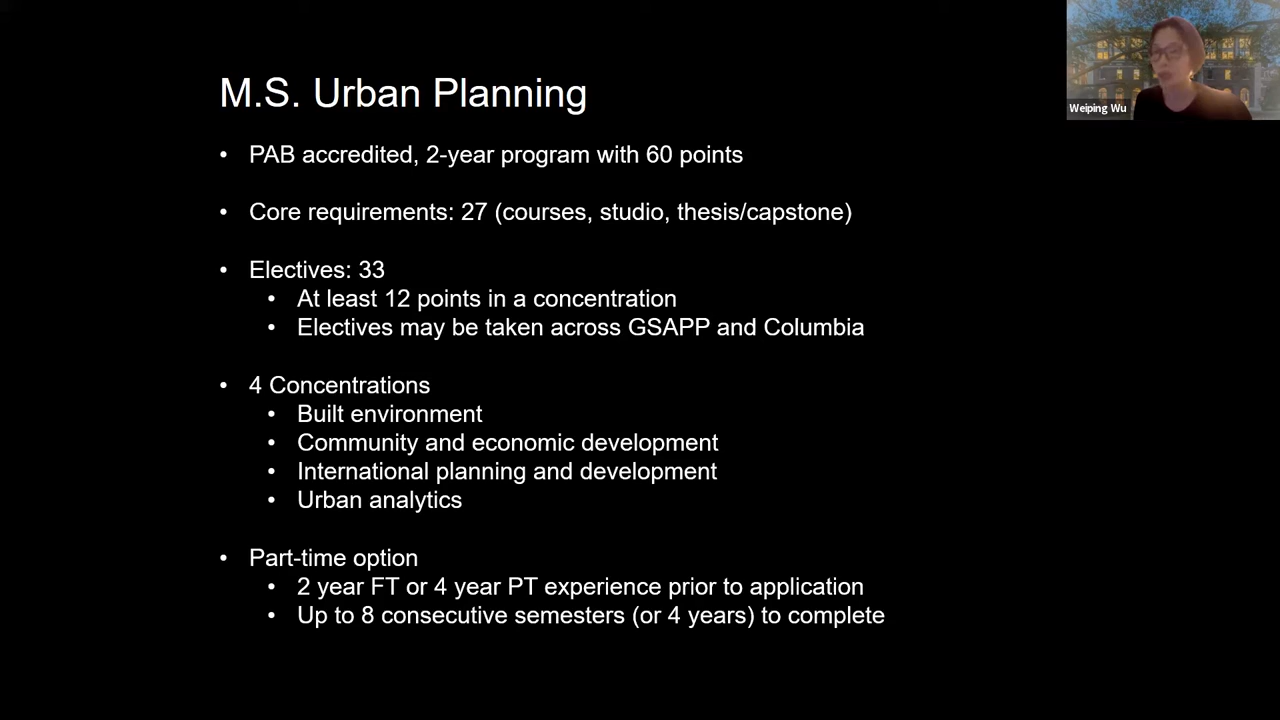 M.S. Urban Planning
Weiping Wu
• PAB accredited, 2-year program with 60 points
• Core requirements: 27 (courses, studio, thesis/capstone)
• Electives: 33
• At least 12 points in a concentration
• Electives may be taken across GSAPP and Columbia
• 4 Concentrations
• Built environment
• Community and economic development
• International planning and development
• Urban analytics
• Part-time option
• 2 year FT or 4 year PT experience prior to application
• Up to 8 consecutive semesters (or 4 years) to complete